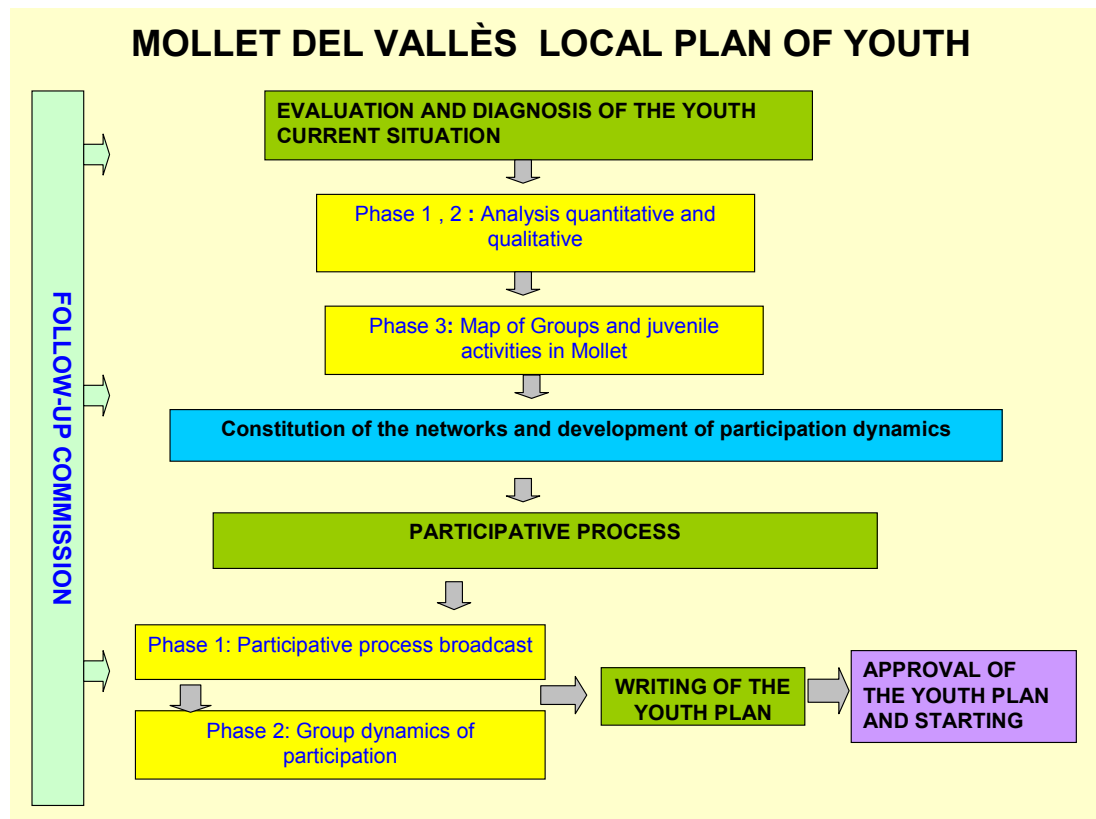 MOLLET DEL VALLÈS LOCAL PLAN OF YOUTH
FOLLOW-UP COMMISSION
EVALUATION AND DIAGNOSIS OF THE YOUTH
CURRENT SITUATION
Phase 1 , 2 : Analysis quantitative and
qualitative
Phase 3: Map of Groups and juvenile
activities in Mollet
Constitution of the networks and development of participation dynamics
PARTICIPATIVE PROCESS
Phase 1: Participative process broadcast
Phase 2: Group dynamics of
participation
WRITING OF THE
YOUTH PLAN
APPROVAL OF
THE YOUTH PLAN
AND STARTING